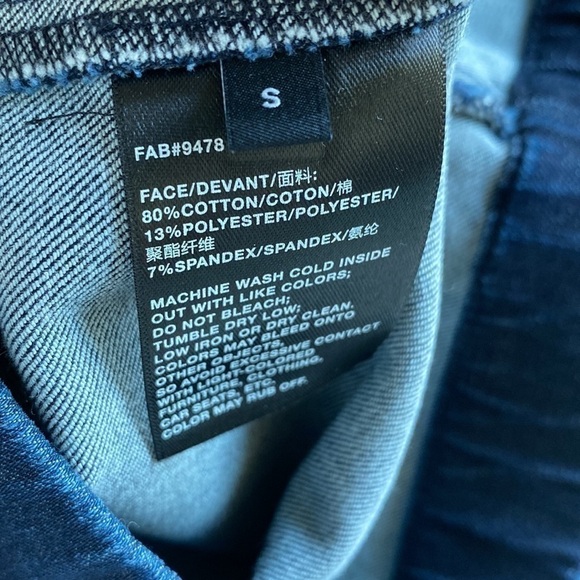 S
FAB#9478
FACE/DEVANT/面料:
80%COTTON/COTON/棉
13%POLYESTER/POLYESTER/
聚酯纤维
7%SPANDEX/SPANDEX/氨纶
MACHINE WASH COLD INSIDE
OUT WITH LIKE COLORS;
DO NOT BLEACH;
TUMBLE DRY LOW;
LOW IRON OR DRY CLEAN.
COLORS MAY BLEED ONTO
OTHER OBJECTS,
SO AVOID EXCESSIVE CONTACT
WITH LIGHT-COLORED
FURNITURE, CLOTHING,
CAR SEATS, ETC.
COLOR MAY RUB OFF.